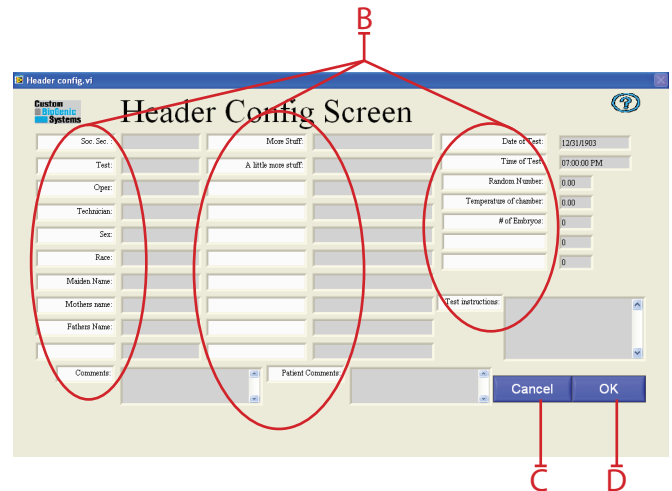 B
Header config.vi
Custom
BioGenic
Systems
Header Config Screen
Soc. Sec. :
Test:
Oper:
Technician:
Sex:
Race:
Maiden Name:
Mothers name:
Fathers Name:
Comments:
More Stuff:
A little more stuff:
Patient Comments:
Date of Test: 12/31/1903
Time of Test: 07:00:00 PM
Random Number: 0.00
Temperature of chamber: 0.00
# of Embryos: 0
0
0
Test instructions:
Cancel
OK
C
D